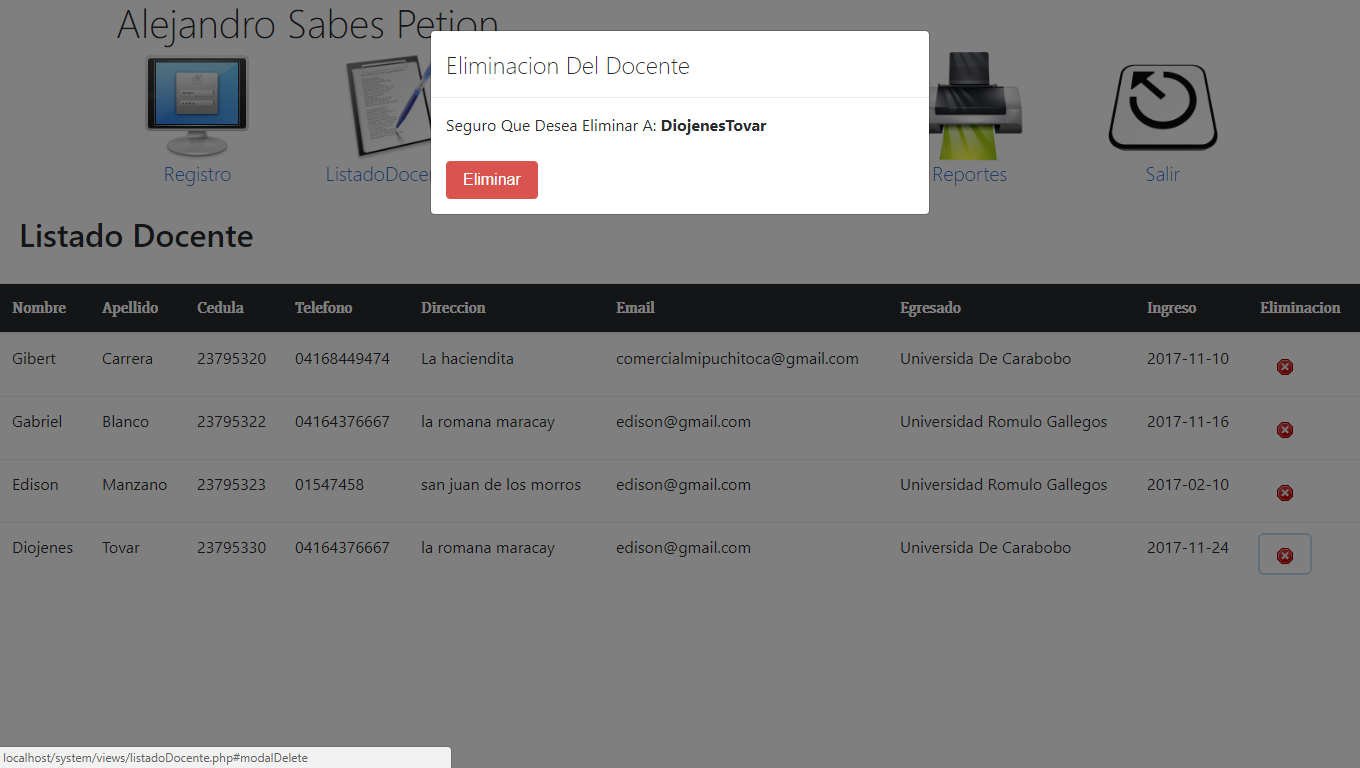 Alejandro Sabes Petion
Eliminacion Del Docente
Seguro Que Desea Eliminar A: DiojenesTovar
Eliminar
Registro ListadoDocen Reportes Salir
Listado Docente
Nombre Apellido Cedula Telefono Direccion Email Egresado Ingreso Eliminacion
Gibert Carrera 23795320 04168449474 La haciendita comercialmipuchitoca@gmail.com Universida De Carabobo 2017-11-10
Gabriel Blanco 23795322 04164376667 la romana maracay edison@gmail.com Universidad Romulo Gallegos 2017-11-16
Edison Manzano 23795323 01547458 san juan de los morros edison@gmail.com Universidad Romulo Gallegos 2017-02-10
Diojenes Tovar 23795330 04164376667 la romana maracay edison@gmail.com Universida De Carabobo 2017-11-24
localhost/system/views/listadoDocente.php#modalDelete